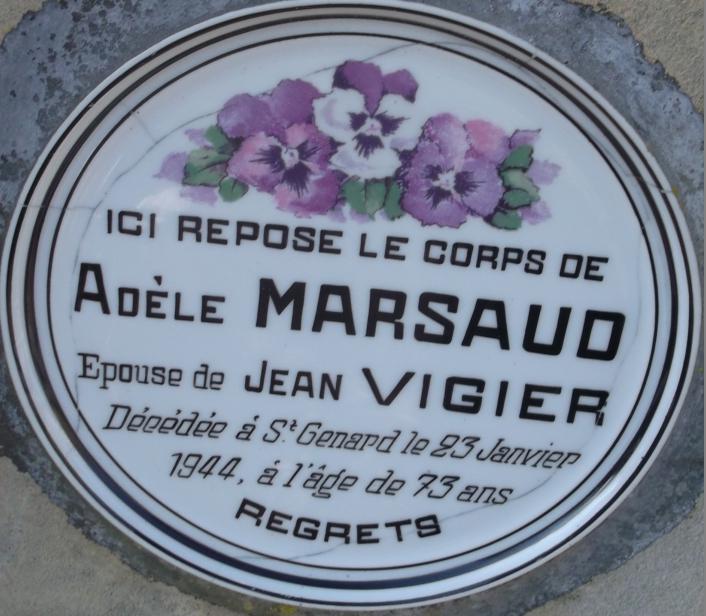 ICI REPOSE LE CORPS DE
ADÈLE MARSAUD
Epouse de JEAN VIGIER
Décédée á St Genard le 23 Janvier
1944, á l'âge de 73 ans
REGRETS